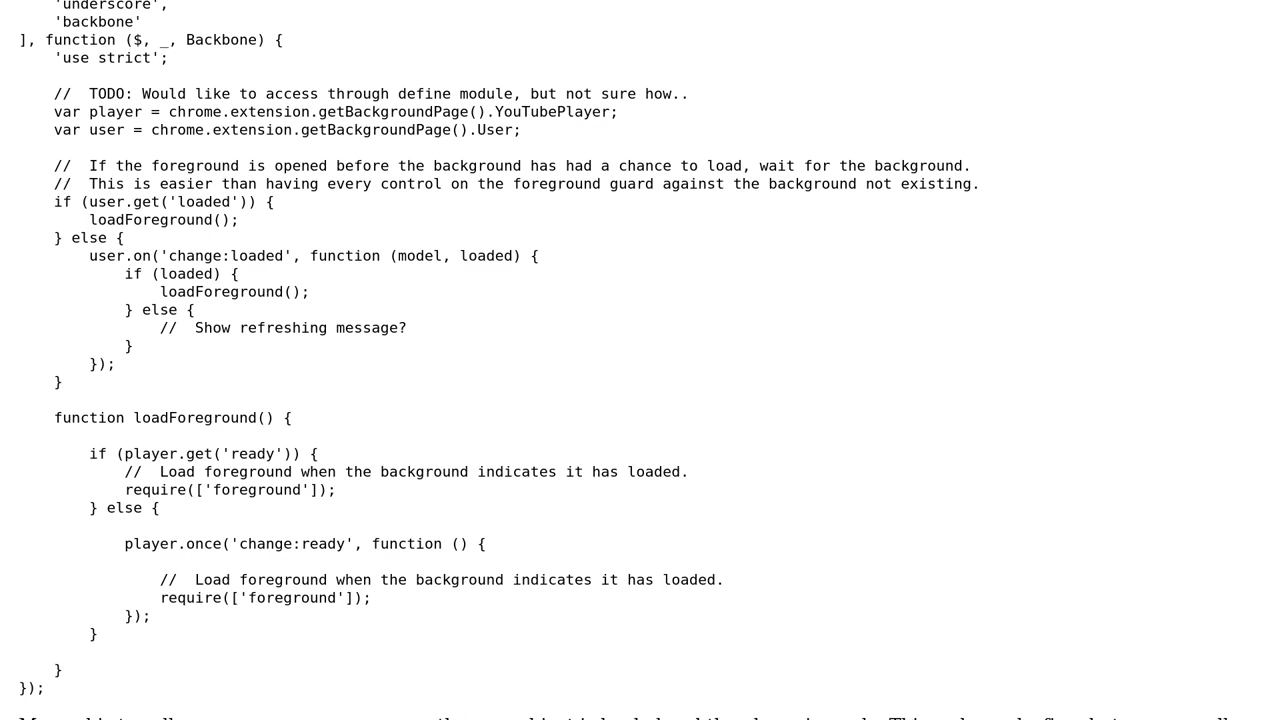 'underscore',
'backbone'
], function ($, _, Backbone) {
'use strict';
//  TODO: Would like to access through define module, but not sure how..
var player = chrome.extension.getBackgroundPage().YouTubePlayer;
var user = chrome.extension.getBackgroundPage().User;
//  If the foreground is opened before the background has had a chance to load, wait for the background.
//  This is easier than having every control on the foreground guard against the background not existing.
if (user.get('loaded')) {
loadForeground();
} else {
user.on('change:loaded', function (model, loaded) {
if (loaded) {
loadForeground();
} else {
//  Show refreshing message?
}
});
}
function loadForeground() {
if (player.get('ready')) {
//  Load foreground when the background indicates it has loaded.
require(['foreground']);
} else {
player.once('change:ready', function () {
//  Load foreground when the background indicates it has loaded.
require(['foreground']);
});
}
}
});